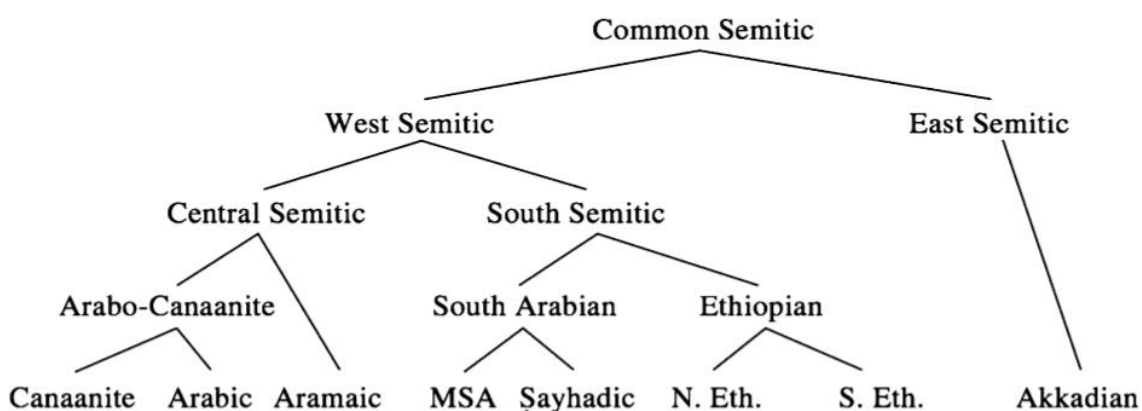 Common Semitic
West Semitic East Semitic
Central Semitic South Semitic
Arabo-Canaanite South Arabian Ethiopian
Canaanite Arabic Aramaic MSA Ṣayhadic N. Eth. S. Eth. Akkadian